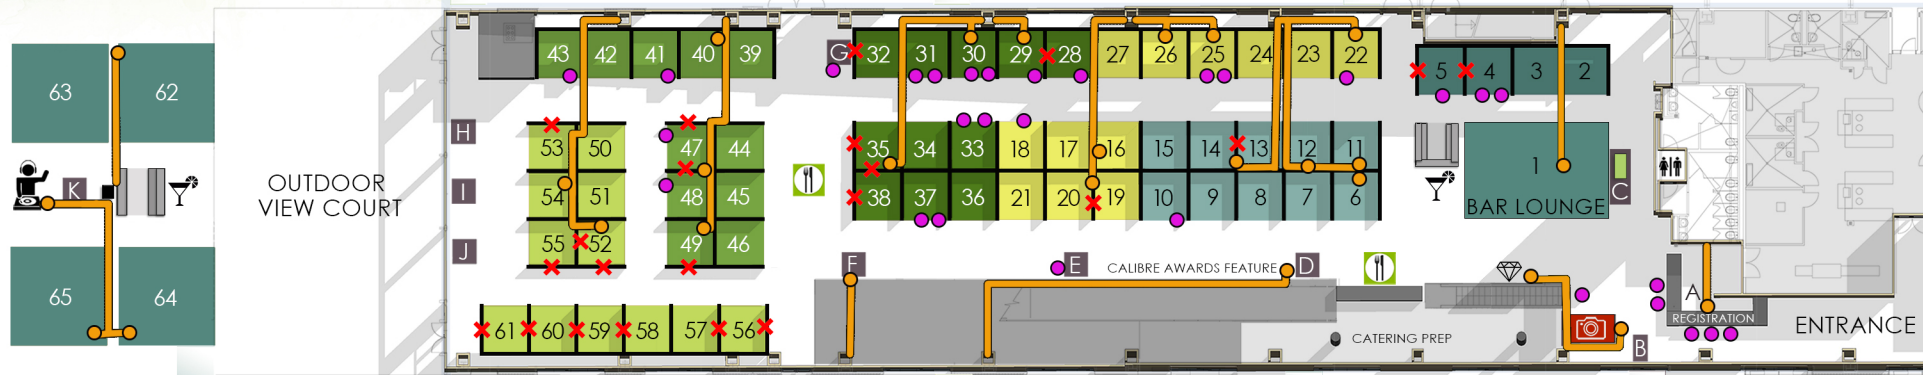 43 42 41 40 39
G 32 31 30 29 28 27 26 25 24 23 22
5 4 3 2
63 62
H 53 50 47 44
35 34 33 18 17 16 15 14 13 12 11
1
K
OUTDOOR
VIEW COURT
I 54 51 48 45
38 37 36 21 20 19 10 9 8 7 6
BAR LOUNGE
C
J 55 52 49 46
F
E
CALIBRE AWARDS FEATURE
D
65 64
61 60 59 58 57 56
A
REGISTRATION
ENTRANCE
CATERING PREP
B